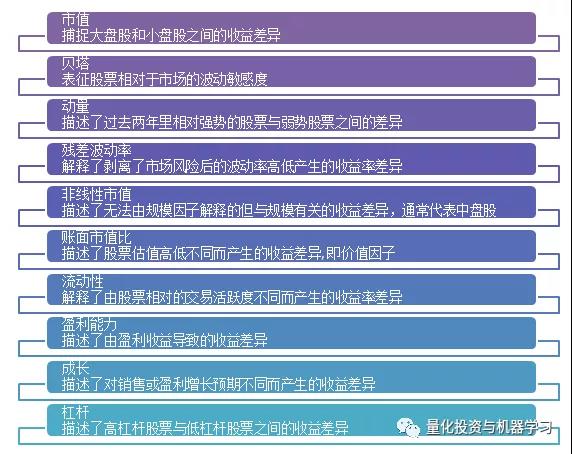 市值
捕捉大盘股和小盘股之间的收益差异
贝塔
表征股票相对于市场的波动敏感度
动量
描述了过去两年里相对强势的股票与弱势股票之间的差异
残差波动率
解释了剥离了市场风险后的波动率高低产生的收益率差异
非线性市值
描述了无法由规模因子解释的但与规模有关的收益差异，通常代表中盘股
账面市值比
描述了股票估值高低不同而产生的收益差异,即价值因子
流动性
解释了由股票相对的交易活跃度不同而产生的收益率差异
盈利能力
描述了由盈利收益导致的收益差异
成长
描述了对销售或盈利增长预期不同而产生的收益差异
杠杆
描述了高杠杆股票与低杠杆股票之间的收益差异
量化投资与机器学习